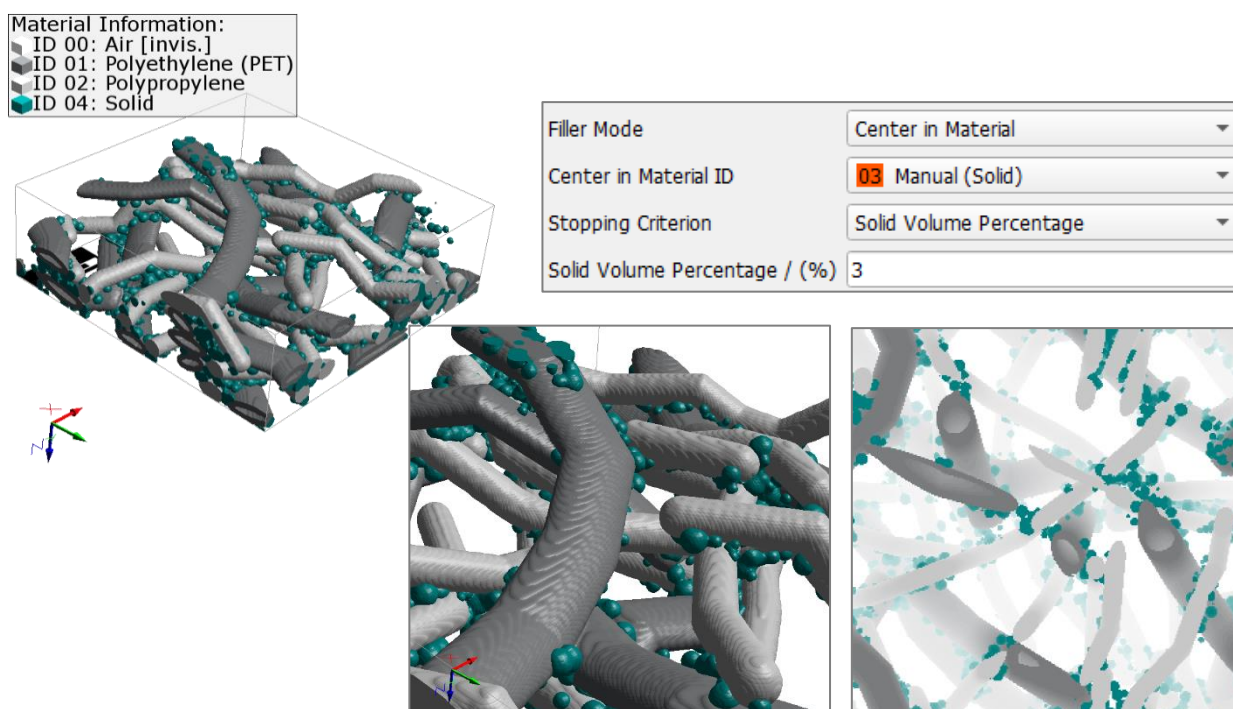 Material Information:
ID 00: Air [invis.]
ID 01: Polyethylene (PET)
ID 02: Polypropylene
ID 04: Solid
Filler Mode
Center in Material
Center in Material ID
03 Manual (Solid)
Stopping Criterion
Solid Volume Percentage
Solid Volume Percentage / (%)
3
X
Z